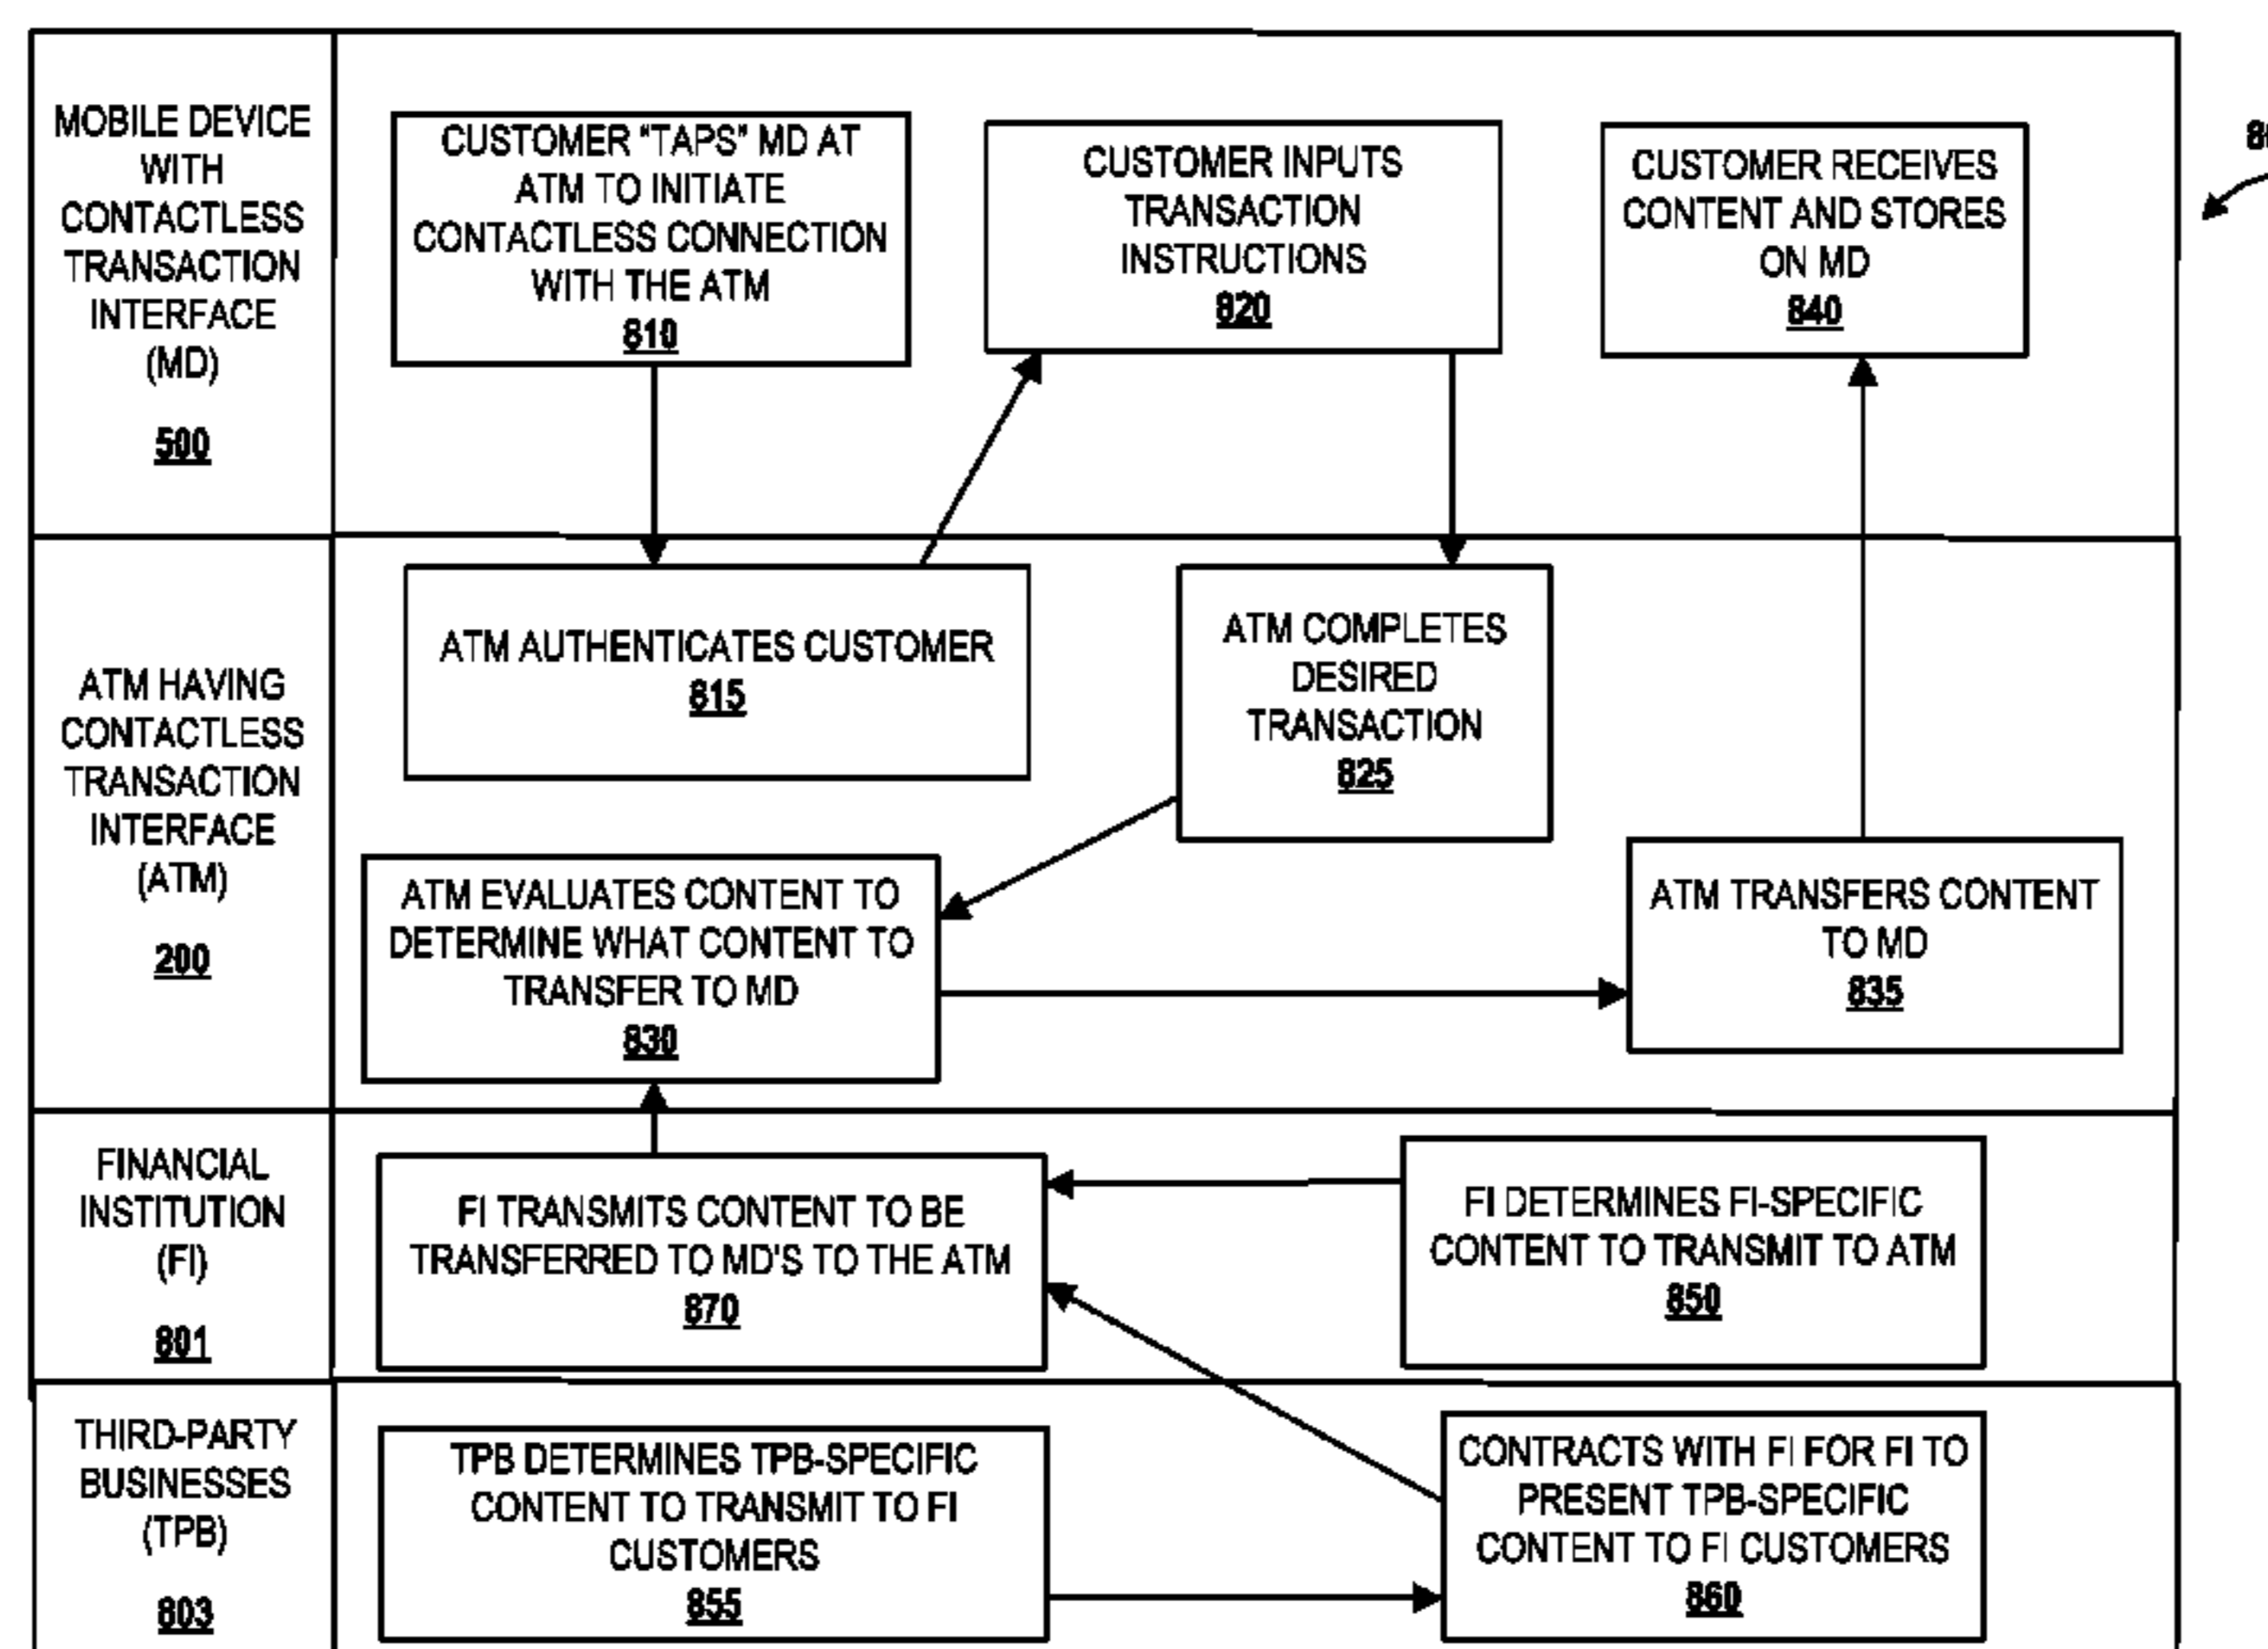 MOBILE DEVICE
WITH
CONTACTLESS
TRANSACTION
INTERFACE
(MD)
500
CUSTOMER "TAPS" MD AT
ATM TO INITIATE
CONTACTLESS CONNECTION
WITH THE ATM
810
CUSTOMER INPUTS
TRANSACTION
INSTRUCTIONS
820
CUSTOMER RECEIVES
CONTENT AND STORES
ON MD
840
ATM HAVING
CONTACTLESS
TRANSACTION
INTERFACE
(ATM)
200
ATM AUTHENTICATES CUSTOMER
815
ATM COMPLETES
DESIRED
TRANSACTION
825
ATM EVALUATES CONTENT TO
DETERMINE WHAT CONTENT TO
TRANSFER TO MD
830
ATM TRANSFERS CONTENT
TO MD
835
FINANCIAL
INSTITUTION
(FI)
801
FI TRANSMITS CONTENT TO BE
TRANSFERRED TO MD'S TO THE ATM
870
FI DETERMINES FI-SPECIFIC
CONTENT TO TRANSMIT TO ATM
850
THIRD-PARTY
BUSINESSES
(TPB)
803
TPB DETERMINES TPB-SPECIFIC
CONTENT TO TRANSMIT TO FI
CUSTOMERS
855
CONTRACTS WITH FI FOR FI TO
PRESENT TPB-SPECIFIC
CONTENT TO FI CUSTOMERS
860